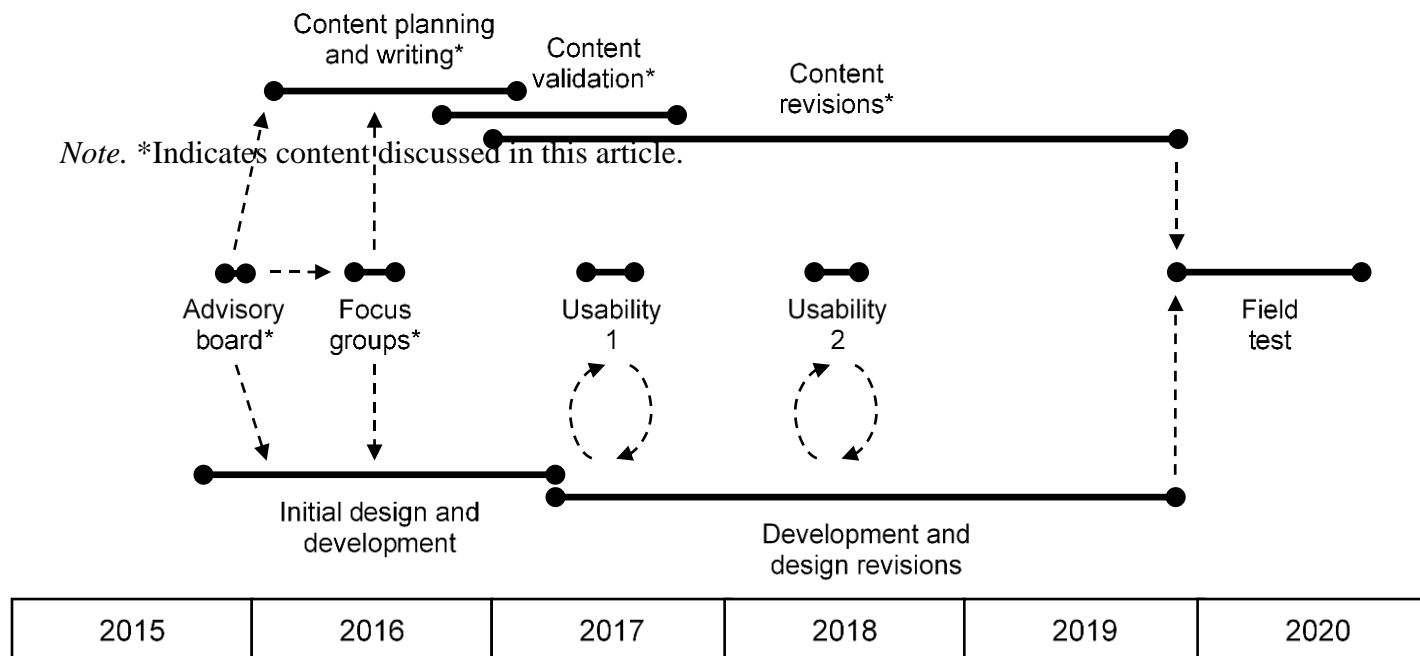 Content planning
and writing*
Content
validation*
Content
revisions*
Note. *Indicates content discussed in this article.
Advisory
board*
Focus
groups*
Usability
1
Usability
2
Field
test
Initial design and
development
Development and
design revisions
2015
2016
2017
2018
2019
2020